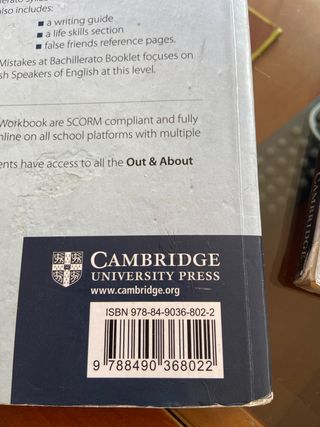 also includes:
▪ a writing guide
▪ a life skills section
▪ false friends reference pages.
Mistakes at Bachillerato Booklet focuses on
Speakers of English at this level.
Workbook are SCORM compliant and fully
on all school platforms with multiple
have access to all the Out & About
CAMBRIDGE
UNIVERSITY PRESS
www.cambridge.org
ISBN 978-84-9036-802-2
9 788490 368022
CAMBRIDGE